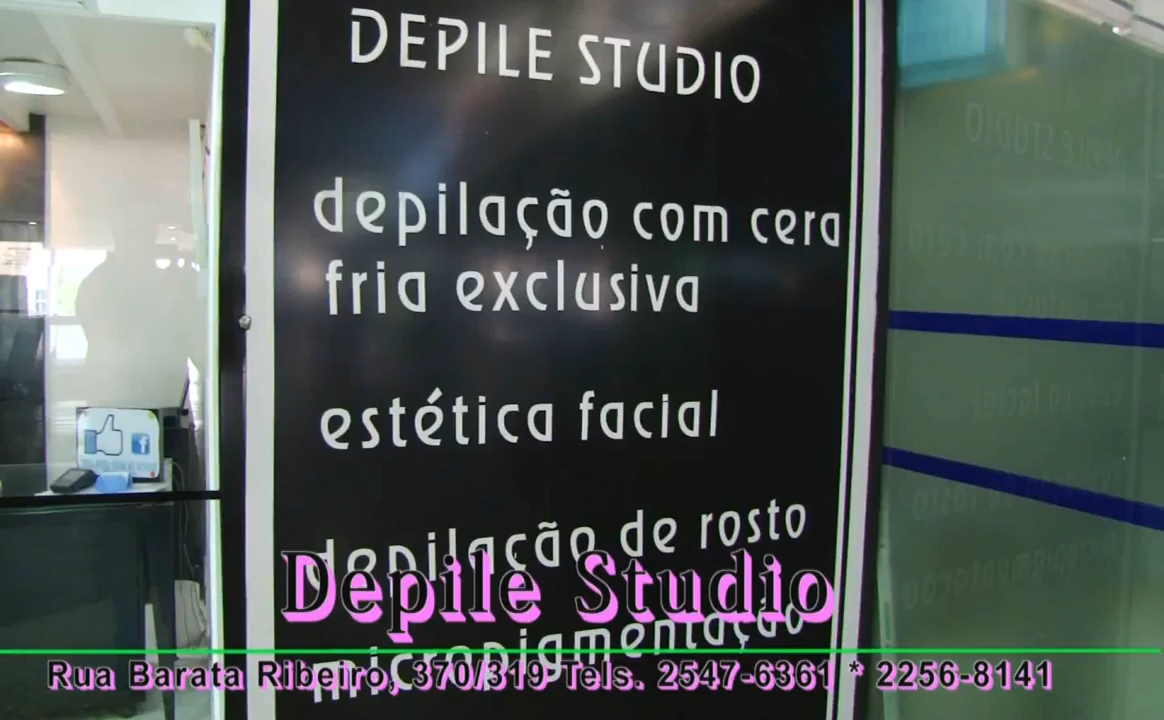 DEPILE STUDIO
depilação com cera
fria exclusiva
estética facial
depilação de rosto
Depile Studio
micropigmentação
Rua Barata Ribeiro, 370/319 Tels. 2547-6361 * 2256-8141